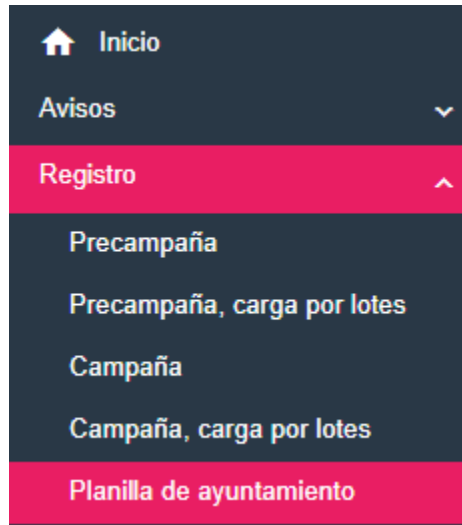 Inicio
Avisos
Registro
Precampaña
Precampaña, carga por lotes
Campaña
Campaña, carga por lotes
Planilla de ayuntamiento